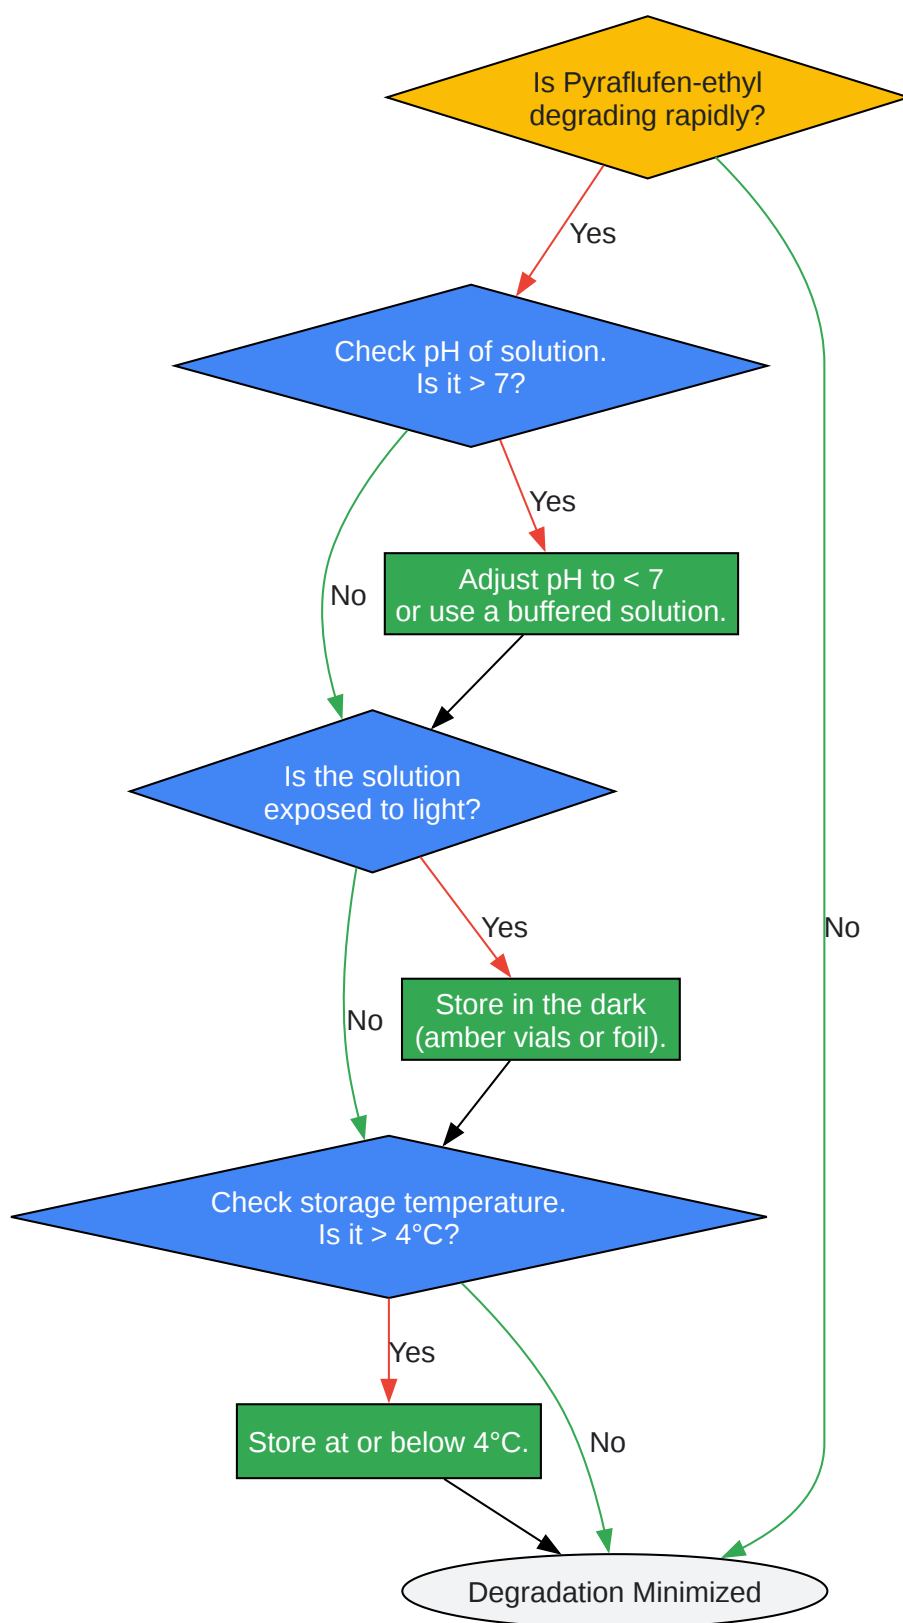 Is Pyraflufen-ethyl
degrading rapidly?
Yes
Check pH of solution.
Is it > 7?
Yes
Adjust pH to < 7
or use a buffered solution.
No
Is the solution
exposed to light?
Yes
No
Store in the dark
(amber vials or foil).
No
Check storage temperature.
Is it > 4°C?
Yes
Store at or below 4°C.
No
Degradation Minimized